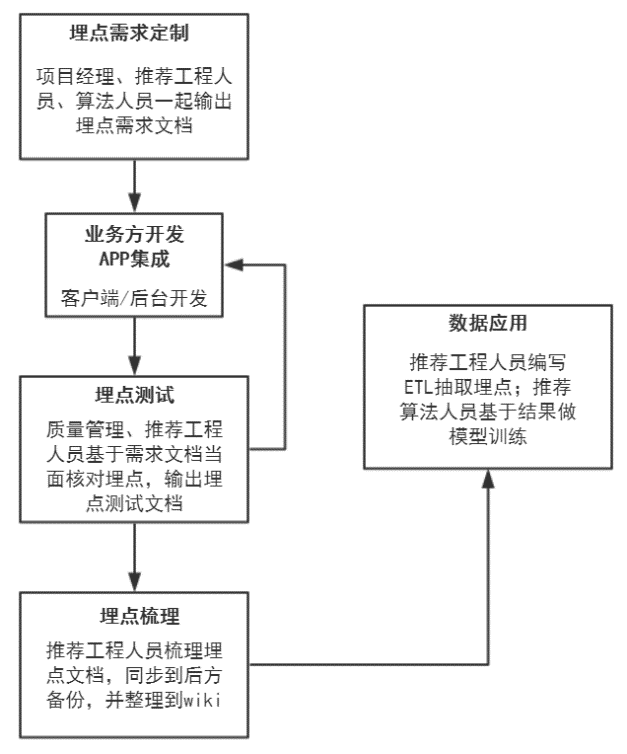 埋点需求定制
项目经理、推荐工程人
员、算法人员一起输出
埋点需求文档
业务方开发
APP集成
客户端/后台开发
埋点测试
质量管理、推荐工程
人员基于需求文档当
面核对埋点，输出埋
点测试文档
埋点梳理
推荐工程人员梳理埋
点文档，同步到后方
备份，并整理到wiki
数据应用
推荐工程人员编写
ETL抽取埋点；推荐
算法人员基于结果做
模型训练